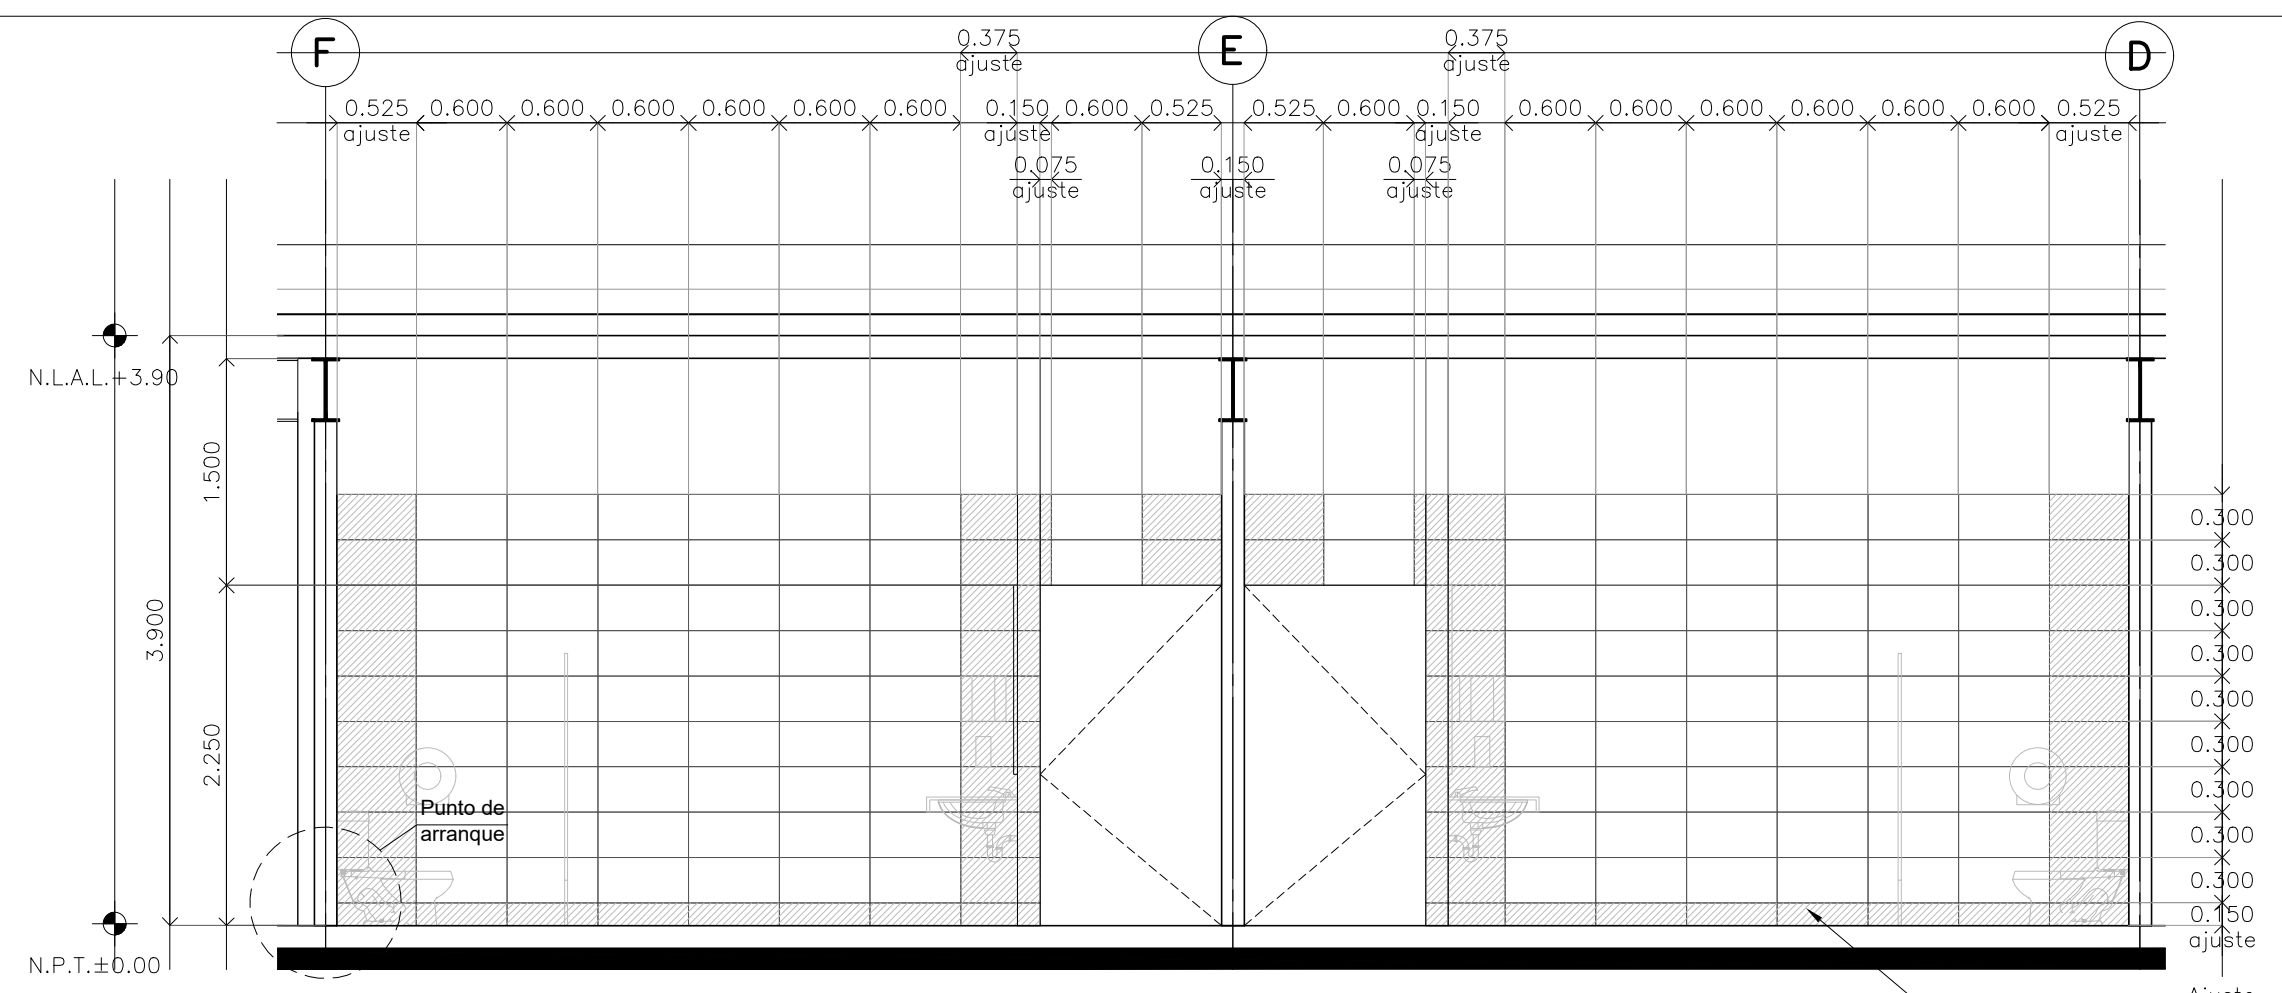 F
E
D
0.375
ajuste
0.375
ajuste
0.525
ajuste
0.600
0.600
0.600
0.600
0.600
0.600
0.150
ajuste
0.600
0.525
0.525
0.600
0.150
ajuste
0.600
0.600
0.600
0.600
0.600
0.600
0.525
ajuste
0.075
ajuste
0.150
ajuste
0.075
ajuste
N.L.A.L.+3.90
1.500
3.900
2.250
Punto de
arranque
N.P.T.±0.00
0.300
0.300
0.300
0.300
0.300
0.300
0.300
0.300
0.300
0.150
ajuste